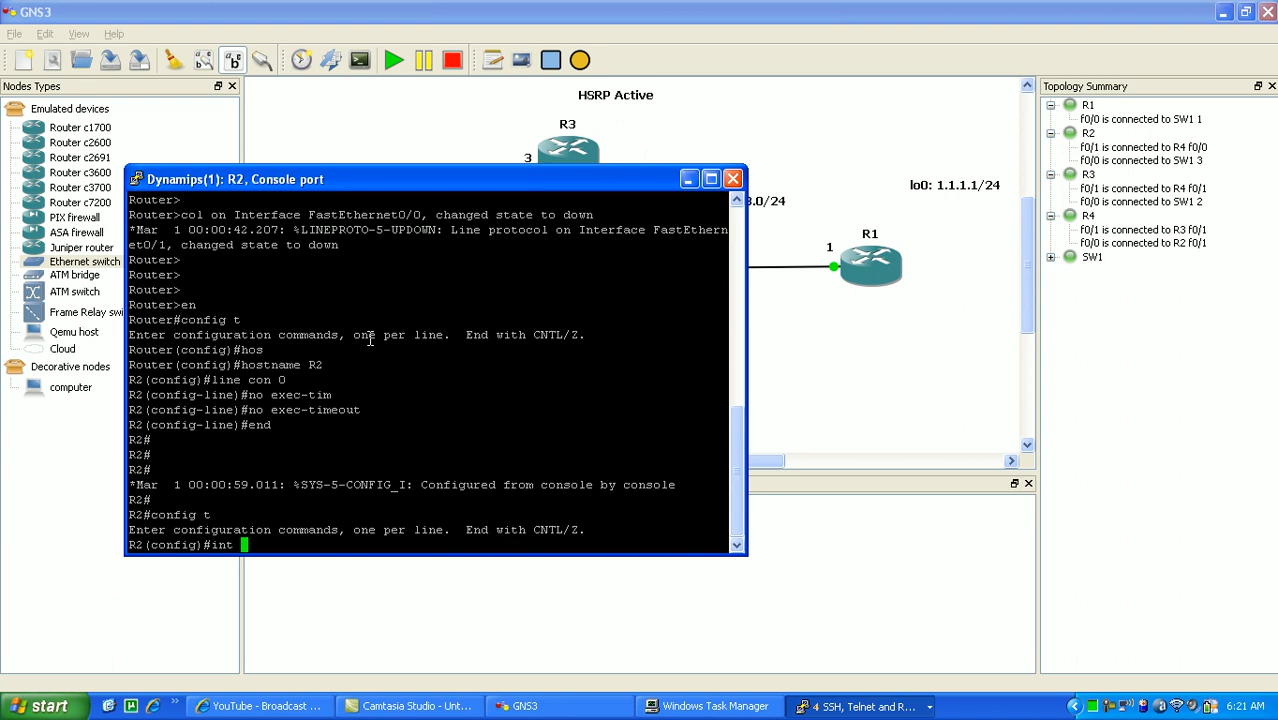 GNS3
File Edit View Help
Nodes Types
Emulated devices
Router c1700
Router c2600
Router c2691
Router c3600
Router c3700
Router c7200
PIX firewall
ASA firewall
Juniper router
Ethernet switch
ATM bridge
ATM switch
Frame Relay swi
Qemu host
Cloud
Decorative nodes
computer
HSRP Active
R3
3
3.0/24
lo0: 1.1.1.1/24
R1
1
Dynamips(1): R2, Console port
Router>
Router>col on Interface FastEthernet0/0, changed state to down
*Mar  1 00:00:42.207: %LINEPROTO-5-UPDOWN: Line protocol on Interface FastEthern
et0/1, changed state to down
Router>
Router>
Router>
Router>en
Router#config t
Enter configuration commands, one per line.  End with CNTL/Z.
Router(config)#hos
Router(config)#hostname R2
R2(config)#line con 0
R2(config-line)#no exec-tim
R2(config-line)#no exec-timeout
R2(config-line)#end
R2#
R2#
R2#
*Mar  1 00:00:59.011: %SYS-5-CONFIG_I: Configured from console by console
R2#
R2#config t
Enter configuration commands, one per line.  End with CNTL/Z.
R2(config)#int
Topology Summary
R1
f0/0 is connected to SW1 1
R2
f0/1 is connected to R4 f0/0
f0/0 is connected to SW1 3
R3
f0/1 is connected to R4 f0/1
f0/0 is connected to SW1 2
R4
f0/1 is connected to R3 f0/1
f0/0 is connected to R2 f0/1
SW1
start
YouTube - Broadcast ...
Camtasia Studio - Unt...
GNS3
Windows Task Manager
4 SSH, Telnet and R...
6:21 AM